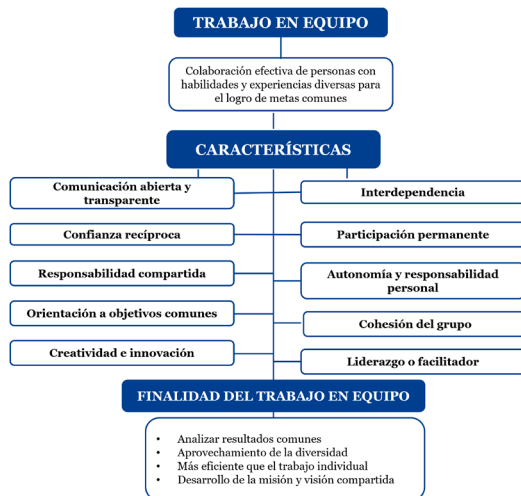 TRABAJO EN EQUIPO
Colaboración efectiva de personas con
habilidades y experiencias diversas para
el logro de metas comunes
CARACTERÍSTICAS
Comunicación abierta y
transparente
Interdependencia
Confianza recíproca
Participación permanente
Responsabilidad compartida
Autonomía y responsabilidad
personal
Orientación a objetivos comunes
Cohesión del grupo
Creatividad e innovación
Liderazgo o facilitador
FINALIDAD DEL TRABAJO EN EQUIPO
• Analizar resultados comunes
• Aprovechamiento de la diversidad
• Más eficiente que el trabajo individual
• Desarrollo de la misión y visión compartida